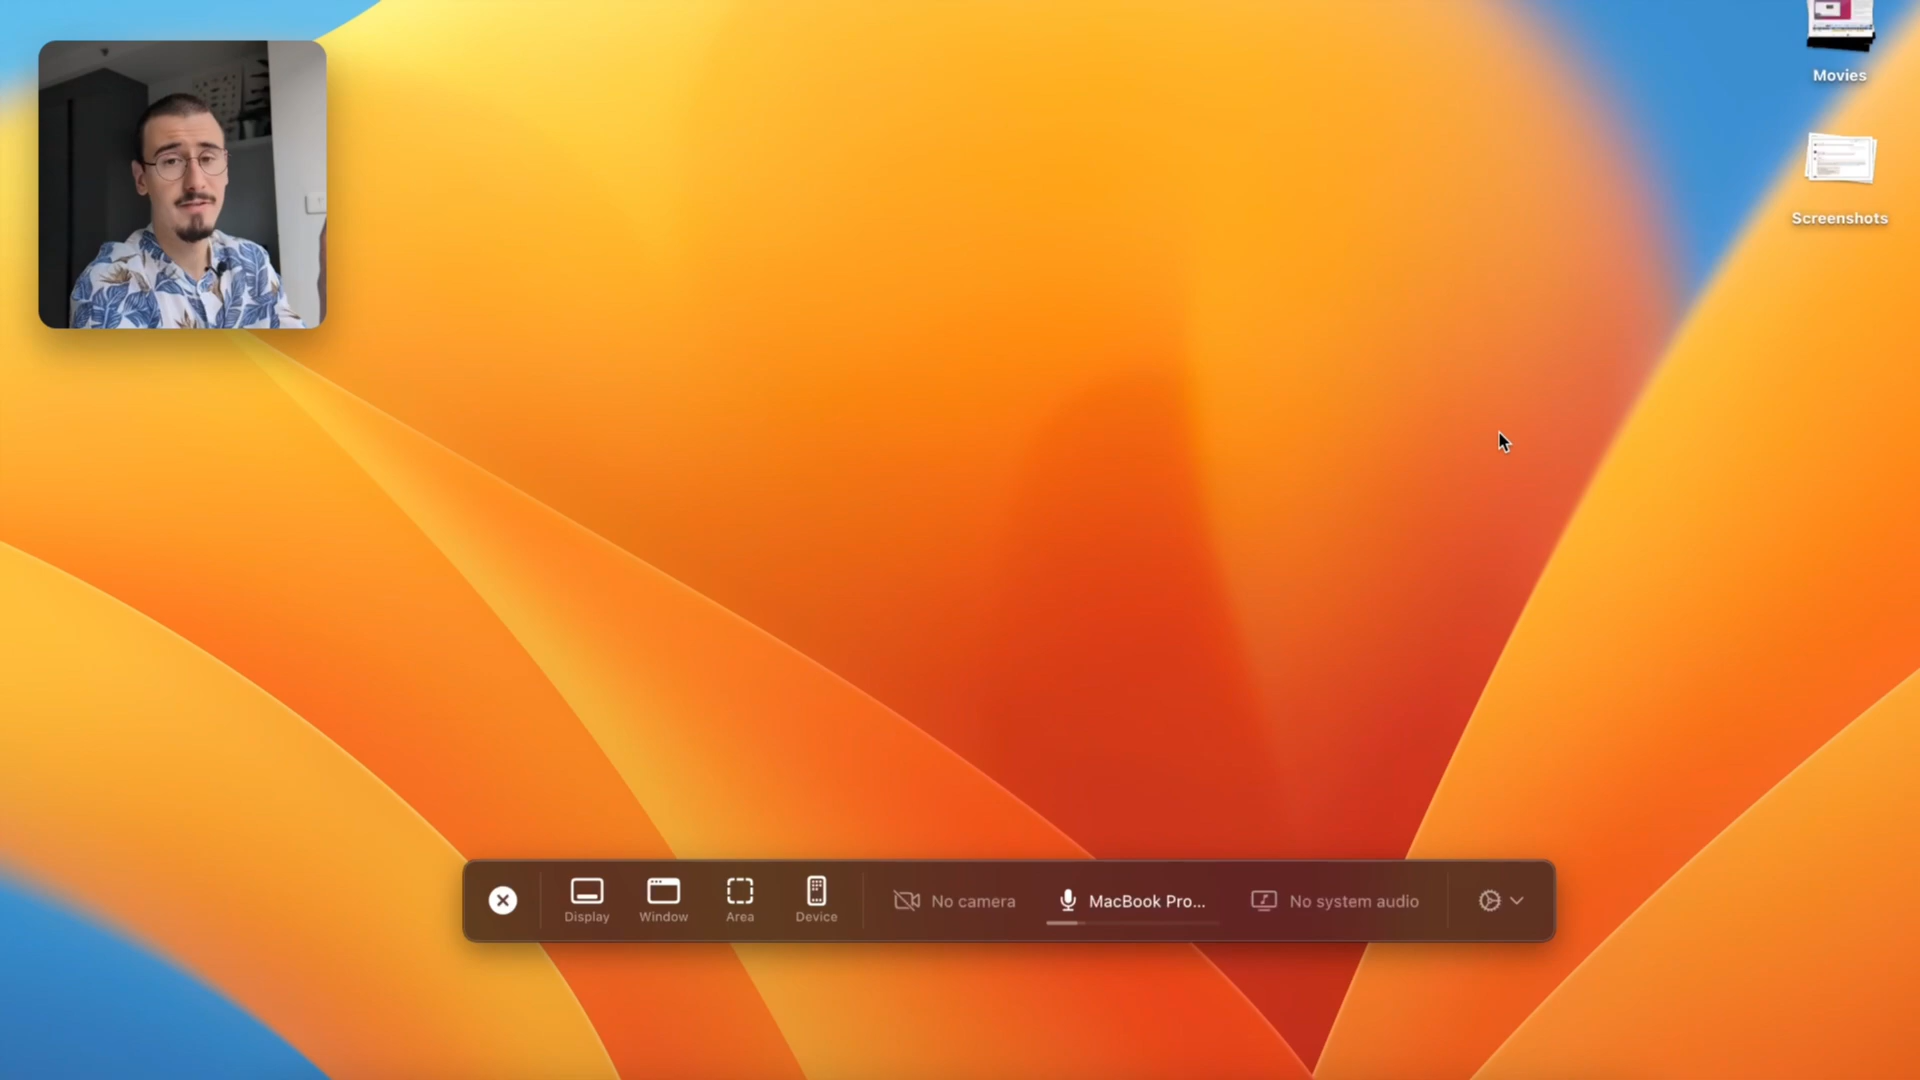 Movies
Screenshots
Display
Window
Area
Device
No camera
MacBook Pro...
No system audio